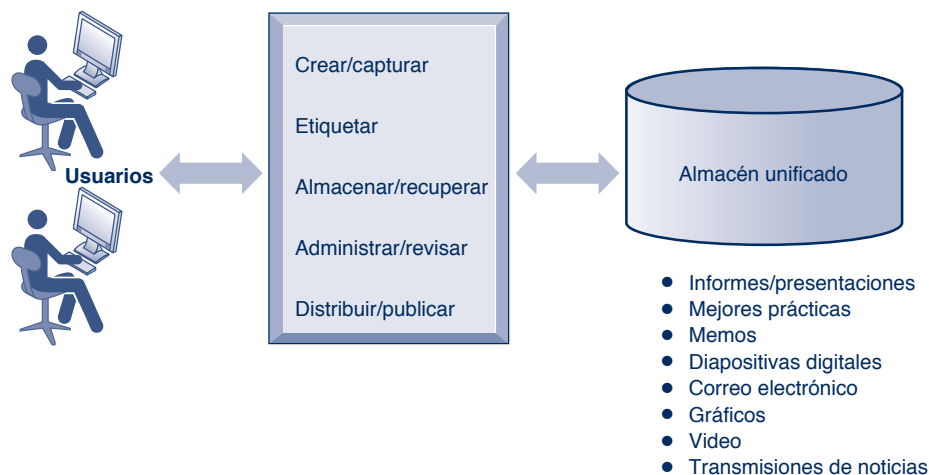 Usuarios
Crear/capturar
Etiquetar
Almacenar/recuperar
Administrar/revisar
Distribuir/publicar
Almacén unificado
● Informes/presentaciones
● Mejores prácticas
● Memos
● Diapositivas digitales
● Correo electrónico
● Gráficos
● Video
● Transmisiones de noticias